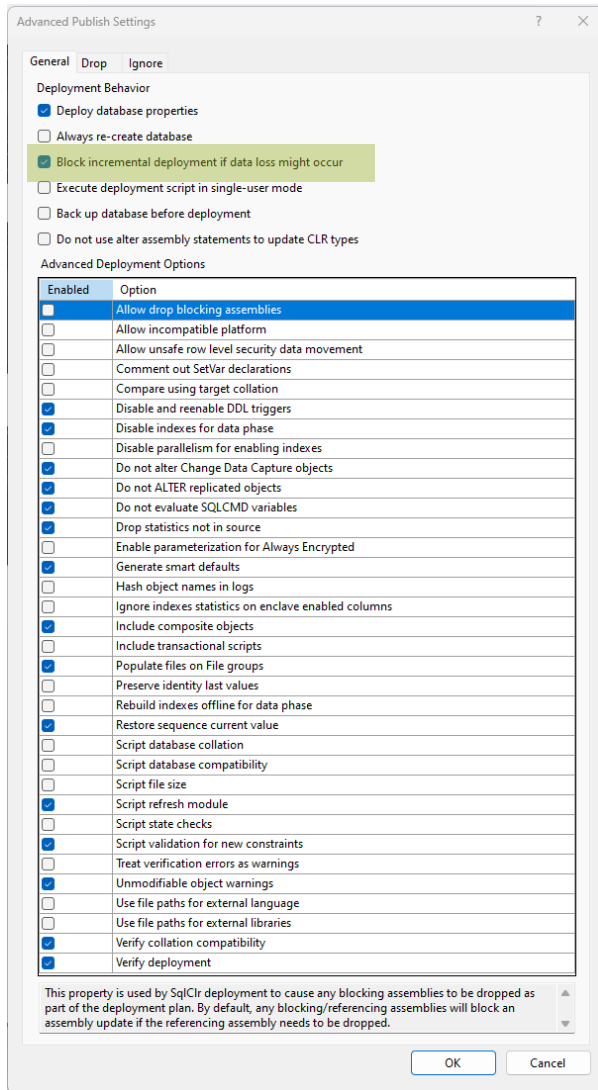 Advanced Publish Settings
?
General Drop Ignore
Deployment Behavior
Deploy database properties
Always re-create database
Block incremental deployment if data loss might occur
Execute deployment script in single-user mode
Back up database before deployment
Do not use alter assembly statements to update CLR types
Advanced Deployment Options
Enabled Option
Allow drop blocking assemblies
Allow incompatible platform
Allow unsafe row level security data movement
Comment out SetVar declarations
Compare using target collation
Disable and reenable DDL triggers
Disable indexes for data phase
Disable parallelism for enabling indexes
Do not alter Change Data Capture objects
Do not ALTER replicated objects
Do not evaluate SQLCMD variables
Drop statistics not in source
Enable parameterization for Always Encrypted
Generate smart defaults
Hash object names in logs
Ignore indexes statistics on enclave enabled columns
Include composite objects
Include transactional scripts
Populate files on File groups
Preserve identity last values
Rebuild indexes offline for data phase
Restore sequence current value
Script database collation
Script database compatibility
Script file size
Script refresh module
Script state checks
Script validation for new constraints
Treat verification errors as warnings
Unmodifiable object warnings
Use file paths for external language
Use file paths for external libraries
Verify collation compatibility
Verify deployment
This property is used by SqlClr deployment to cause any blocking assemblies to be dropped as
part of the deployment plan. By default, any blocking/referencing assemblies will block an
assembly update if the referencing assembly needs to be dropped.
OK Cancel